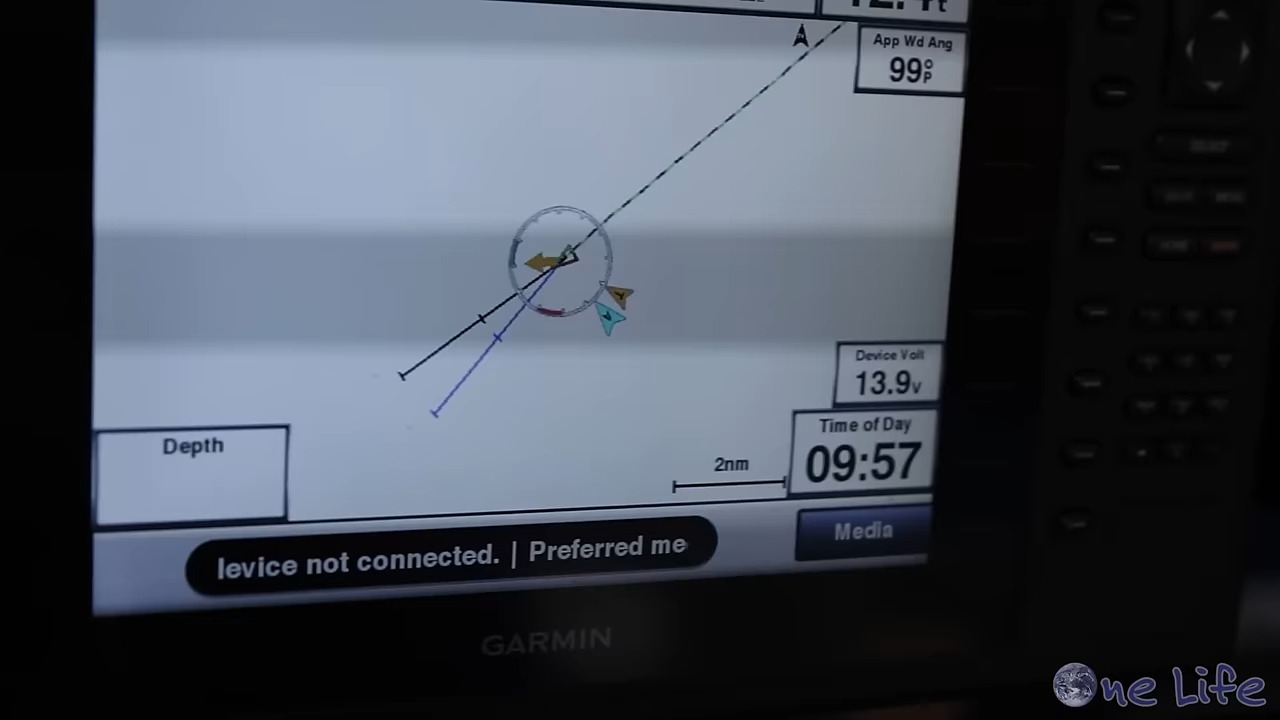 App Wd Ang
99°P
Device Volt
13.9v
Time of Day
09:57
2nm
Depth
levice not connected. | Preferred me
Media
GARMIN
One Life